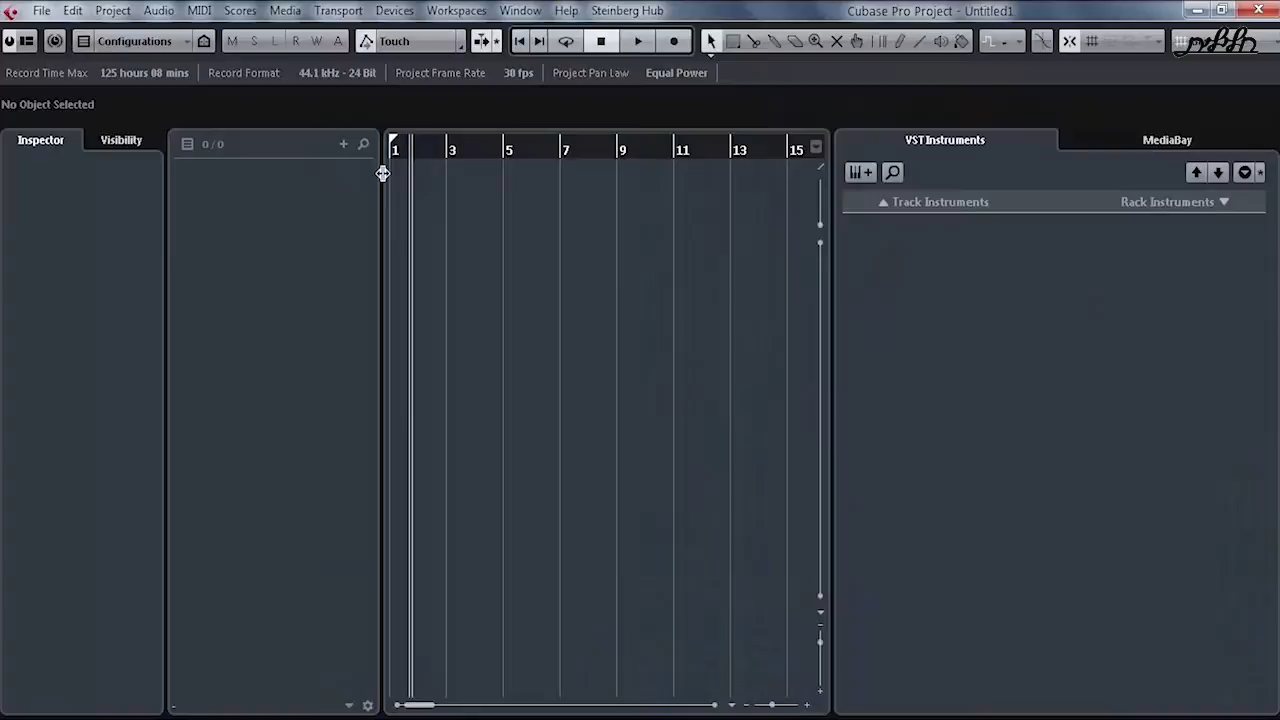 File Edit Project Audio MIDI Scores Media Transport Devices Workspaces Window Help Steinberg Hub Cubase Pro Project - Untitled1
Configurations M S L R W A Touch
Record Time Max 125 hours 08 mins Record Format 44.1 kHz - 24 Bit Project Frame Rate 30 fps Project Pan Law Equal Power
No Object Selected
Inspector Visibility 0 / 0 1 3 5 7 9 11 13 15 VST Instruments MediaBay
Track Instruments Rack Instruments